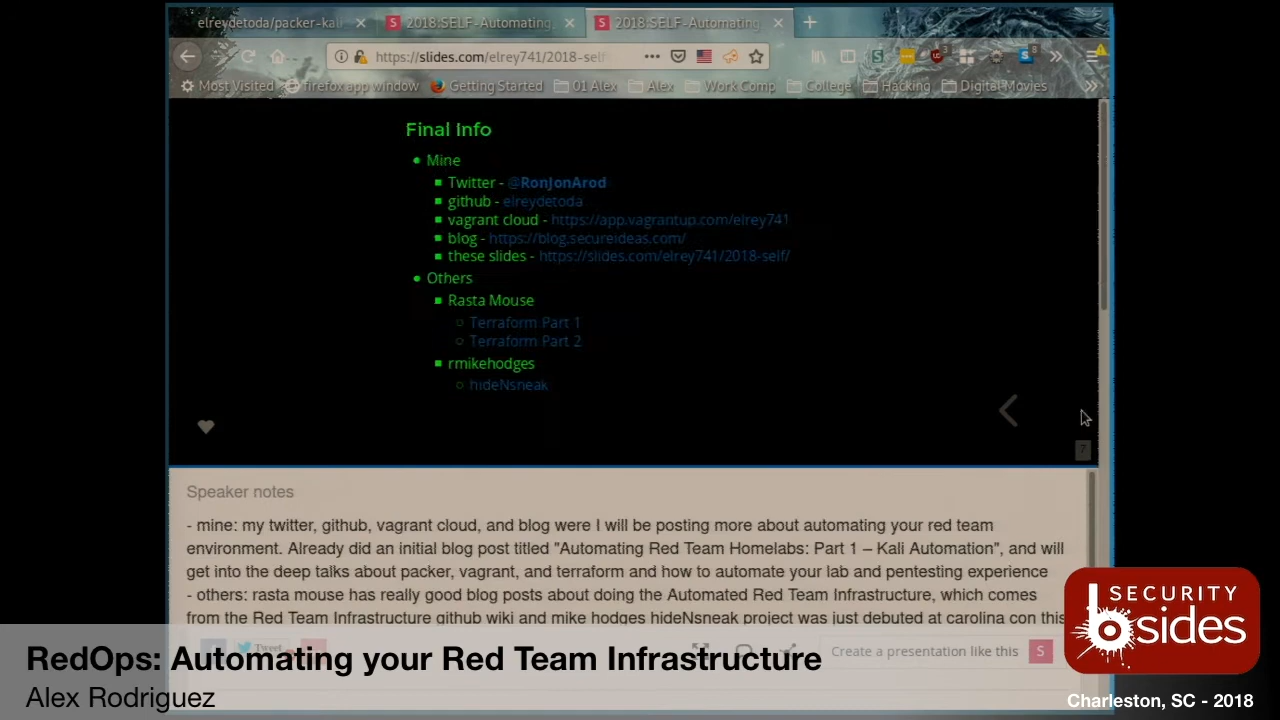 elreydetoda/packer-kali
2018:SELF-Automating
2018:SELF-Automating
https://slides.com/elrey741/2018-self
Most Visited
firefox app window
Getting Started
01 Alex
Alex
Work Comp
College
Hacking
Digital-Movies
Final Info
Mine
Twitter - @RonJonArod
github - elreydetoda
vagrant cloud - https://app.vagrantup.com/elrey741
blog - https://blog.secureideas.com/
these slides - https://slides.com/elrey741/2018-self/
Others
Rasta Mouse
Terraform Part 1
Terraform Part 2
rmikehodges
hideNsneak
7
Speaker notes
- mine: my twitter, github, vagrant cloud, and blog were I will be posting more about automating your red team
environment. Already did an initial blog post titled "Automating Red Team Homelabs: Part 1 – Kali Automation", and will
get into the deep talks about packer, vagrant, and terraform and how to automate your lab and pentesting experience
- others: rasta mouse has really good blog posts about doing the Automated Red Team Infrastructure, which comes
from the Red Team Infrastructure github wiki and mike hodges hideNsneak project was just debuted at carolina con this
Tweet
Create a presentation like this
S
RedOps: Automating your Red Team Infrastructure
Alex Rodriguez
SECURITY
bsides
Charleston, SC - 2018